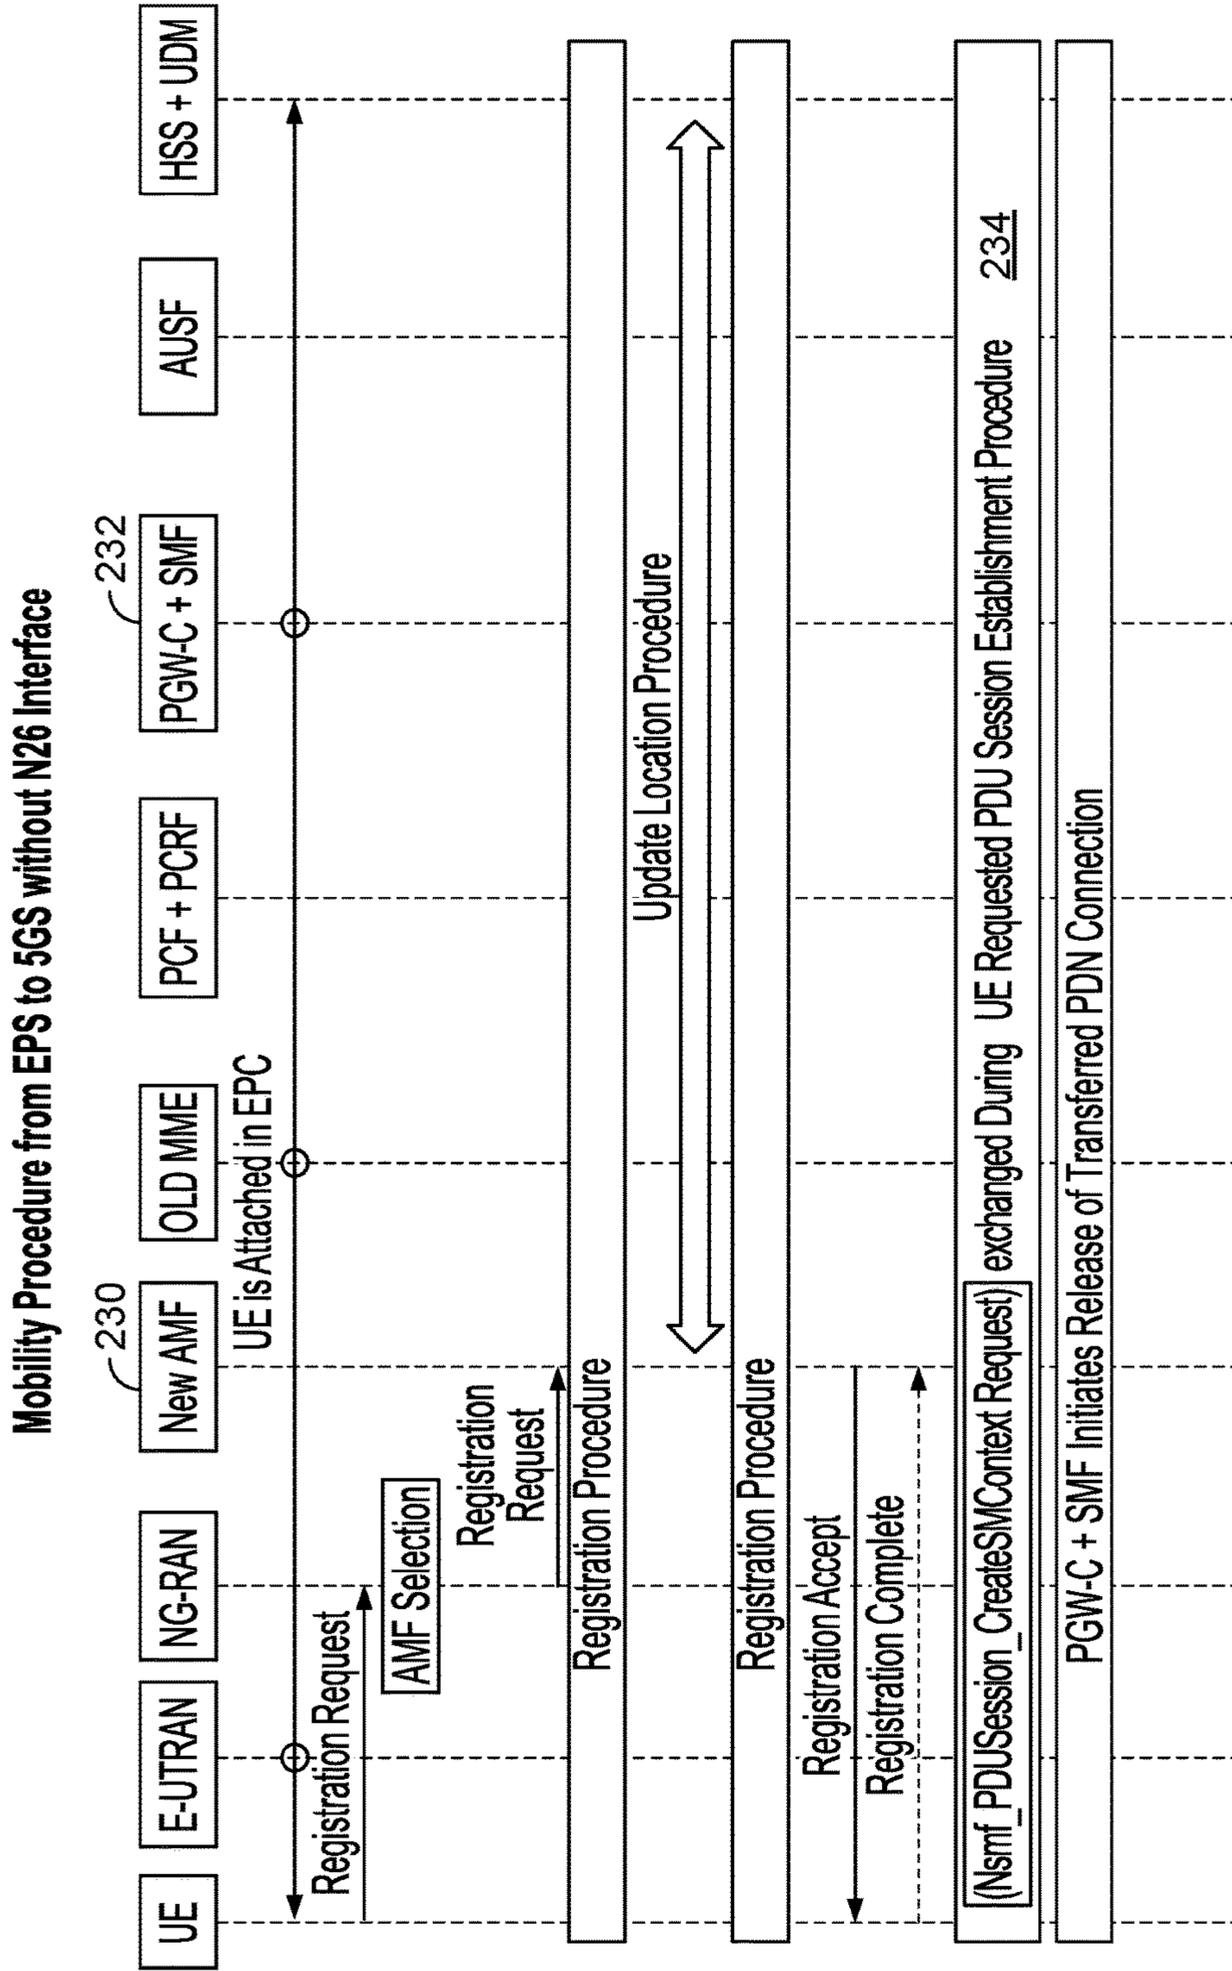 Mobility Procedure from EPS to 5GS without N26 Interface
230
232
UE
E-UTRAN
NG-RAN
New AMF
OLD MME
PCF + PCRF
PGW-C + SMF
AUSF
HSS + UDM
UE is Attached in EPC
Registration Request
AMF Selection
Registration
Request
Registration Procedure
Update Location Procedure
Registration Procedure
Registration Accept
Registration Complete
(Nsmf_PDUSession_CreateSMContext Request) exchanged During UE Requested PDU Session Establishment Procedure 234
PGW-C + SMF Initiates Release of Transferred PDN Connection